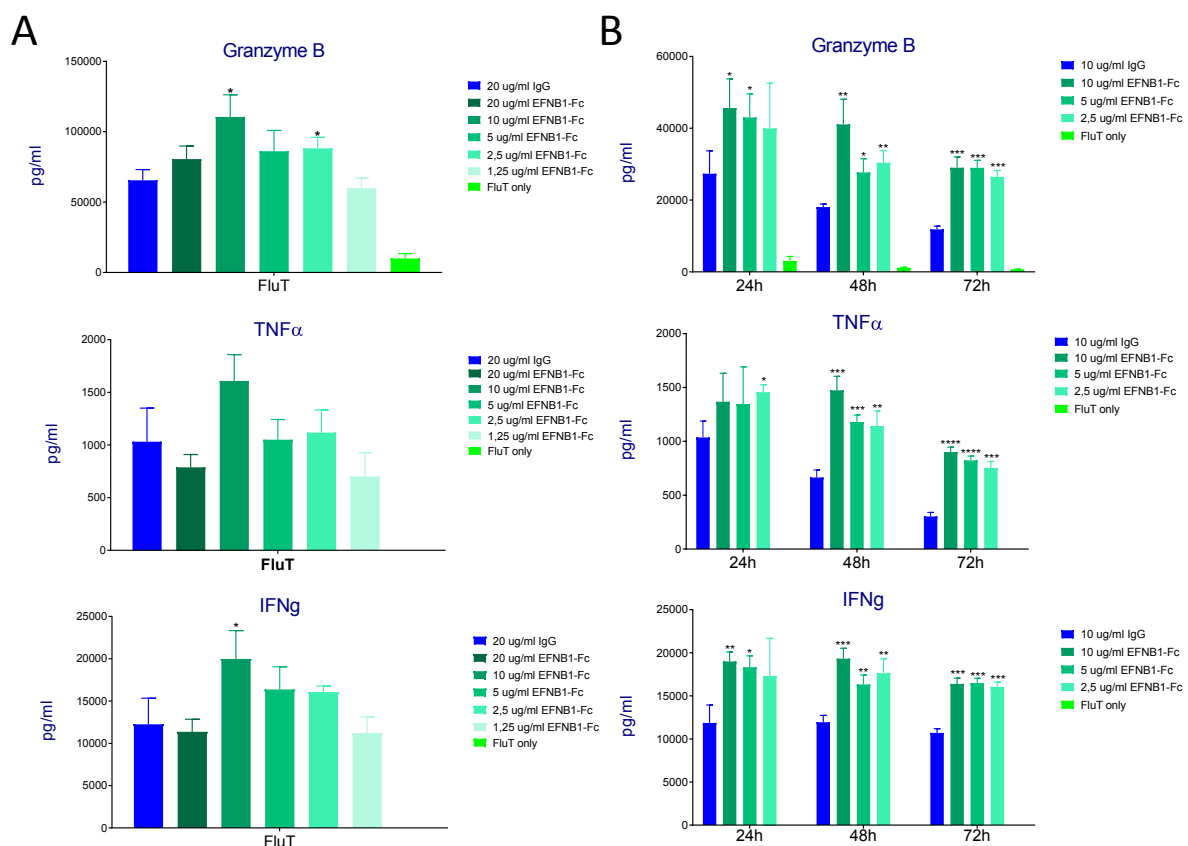 A
Granzyme B
150000
100000
50000
0
pg/ml
FluT
20 ug/ml IgG
20 ug/ml EFNB1-Fc
10 ug/ml EFNB1-Fc
5 ug/ml EFNB1-Fc
2,5 ug/ml EFNB1-Fc
1,25 ug/ml EFNB1-Fc
FluT only
*
*
TNFα
2000
1500
1000
500
0
pg/ml
FluT
20 ug/ml IgG
20 ug/ml EFNB1-Fc
10 ug/ml EFNB1-Fc
5 ug/ml EFNB1-Fc
2,5 ug/ml EFNB1-Fc
1,25 ug/ml EFNB1-Fc
FluT only
IFNg
25000
20000
15000
10000
5000
0
pg/ml
FluT
20 ug/ml IgG
20 ug/ml EFNB1-Fc
10 ug/ml EFNB1-Fc
5 ug/ml EFNB1-Fc
2,5 ug/ml EFNB1-Fc
1,25 ug/ml EFNB1-Fc
FluT only
*
B
Granzyme B
60000
40000
20000
0
pg/ml
* * ** * ** *** *** ***
24h 48h 72h
10 ug/ml IgG
10 ug/ml EFNB1-Fc
5 ug/ml EFNB1-Fc
2,5 ug/ml EFNB1-Fc
FluT only
TNFα
2000
1500
1000
500
0
pg/ml
* *** *** ** **** **** ***
24h 48h 72h
10 ug/ml IgG
10 ug/ml EFNB1-Fc
5 ug/ml EFNB1-Fc
2,5 ug/ml EFNB1-Fc
FluT only
IFNg
25000
20000
15000
10000
5000
0
pg/ml
** * *** ** ** *** *** ***
24h 48h 72h
10 ug/ml IgG
10 ug/ml EFNB1-Fc
5 ug/ml EFNB1-Fc
2,5 ug/ml EFNB1-Fc
FluT only